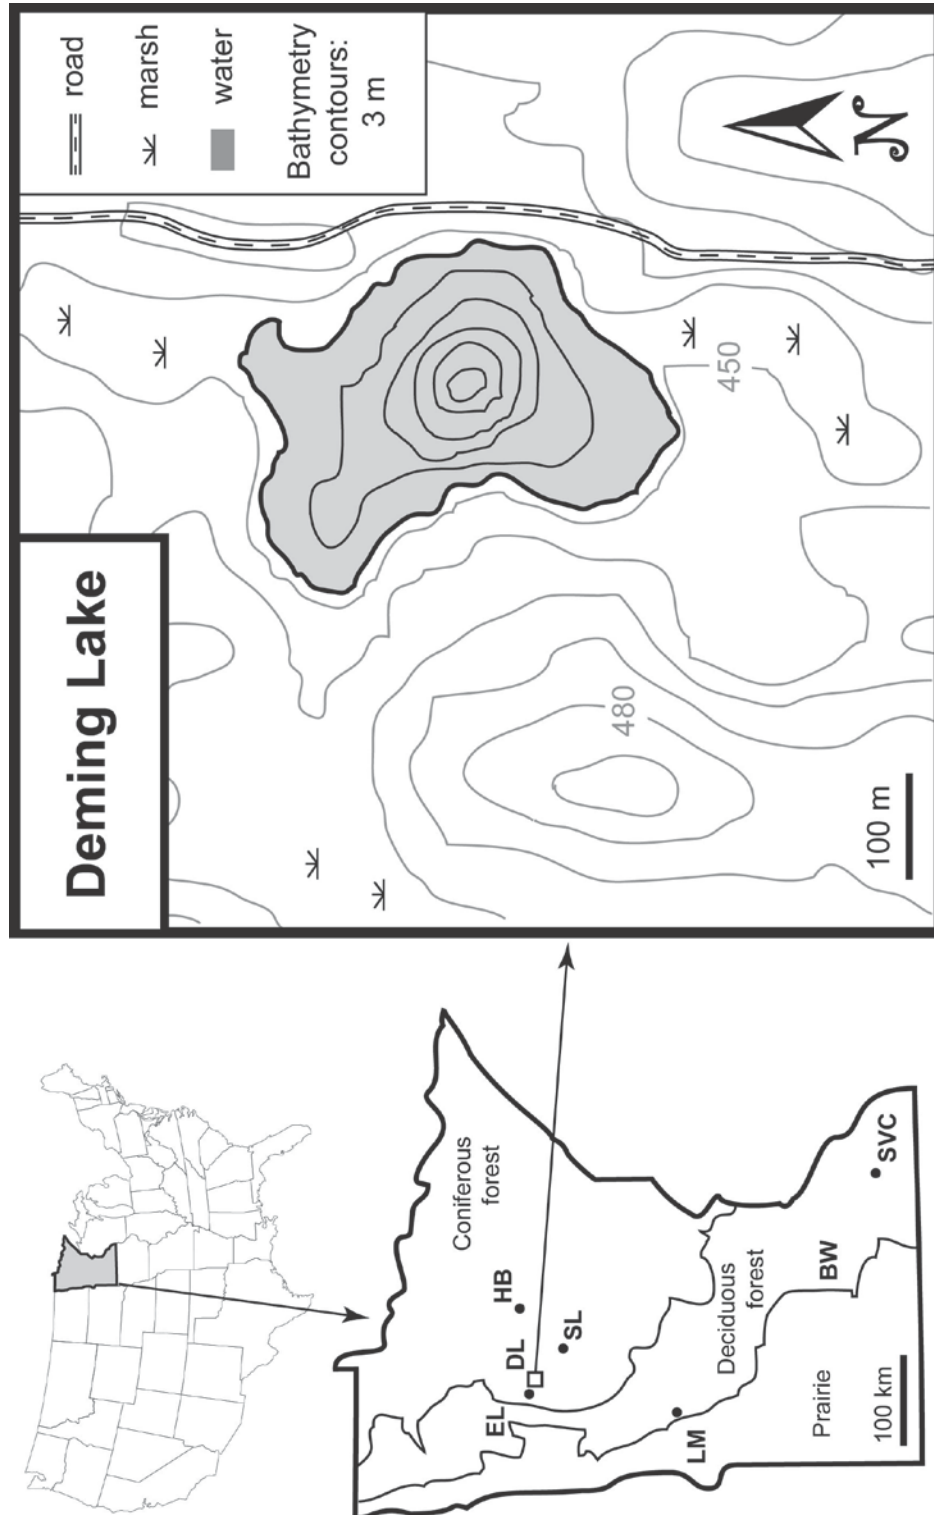 Deming Lake
road
marsh
water
Bathymetry
contours:
3 m
N
450
480
100 m
Coniferous
forest
HB
DL
SL
EL
Deciduous
forest
BW
SVC
LM
Prairie
100 km